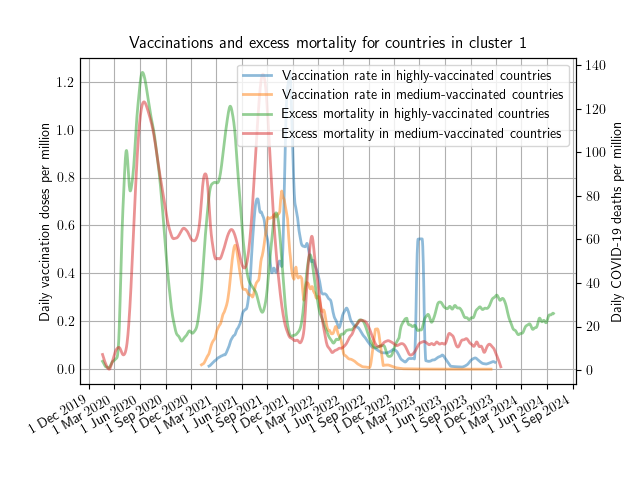 Vaccinations and excess mortality for countries in cluster 1
Vaccination rate in highly-vaccinated countries
Vaccination rate in medium-vaccinated countries
Excess mortality in highly-vaccinated countries
Excess mortality in medium-vaccinated countries
Daily vaccination doses per million
1.2
1.0
0.8
0.6
0.4
0.2
0.0
Daily COVID-19 deaths per million
140
120
100
80
60
40
20
0
1 Dec 2019
1 Mar 2020
1 Jun 2020
1 Sep 2020
1 Dec 2020
1 Mar 2021
1 Jun 2021
1 Sep 2021
1 Dec 2021
1 Mar 2022
1 Jun 2022
1 Sep 2022
1 Dec 2022
1 Mar 2023
1 Jun 2023
1 Sep 2023
1 Dec 2023
1 Mar 2024
1 Jun 2024
1 Sep 2024